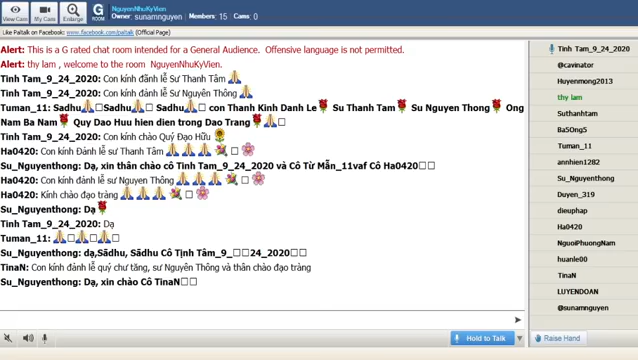 View Cam
My Cam
Enlarge
G
ROOM
NguyenNhuKyVien
Owner: sunamnguyen | Members: 15 Cams: 0
Like Paltalk on www.facebook.com/paltalk (Official Page)
Alert: This is a G rated chat room intended for a General Audience. Offensive language is not permitted.
Alert: thy lam, welcome to the room NguyenNhuKyVien.
Tinh Tam_9_24_2020: Con kính đảnh lễ Sư Thanh Tâm
Tinh Tam_9_24_2020: Con kính đảnh lễ Sư Nguyên Thông
Tuman_11: Sadhu Sadhu Sadhu con Thanh Kinh Danh Le Su Thanh Tam Su Nguyen Thong Ong
Nam Ba Nam Quy Dao Huu hien dien trong Dao Trang
Tinh Tam_9_24_2020: Con kính chào Quý Đạo Hữu
Ha0420: Con kính Đảnh lễ sư Thanh Tâm
Su_Nguyenthong: Dạ, xin thân chào cô Tinh Tam_9_24_2020 và Cô Từ Mẫn_11vaf Cô Ha0420
Ha0420: Con kính đảnh lễ sư Nguyen Thông
Ha0420: Kính chào đạo tràng
Su_Nguyenthong: Dạ
Tinh Tam_9_24_2020: Dạ
Tuman_11:
Su_Nguyenthong: dạ,Sādhu, Sādhu Cô Tịnh Tâm_9_24_2020
TinaN: Con kính đảnh lễ quý chư tăng, sư Nguyên Thông và thân chào đạo tràng
Su_Nguyenthong: Dạ, xin chào Cô TinaN
Tinh Tam_9_24_2020
@cavinator
Huyenmong2013
thy lam
Suthanhtam
Ba5Ong5
Tuman_11
annhien1282
Su_Nguyenthong
Duyen_319
dieuphap
Ha0420
NguoiPhuongNam
huanle00
TinaN
LUYENDOAN
@sunamnguyen
Hold to Talk
Raise Hand